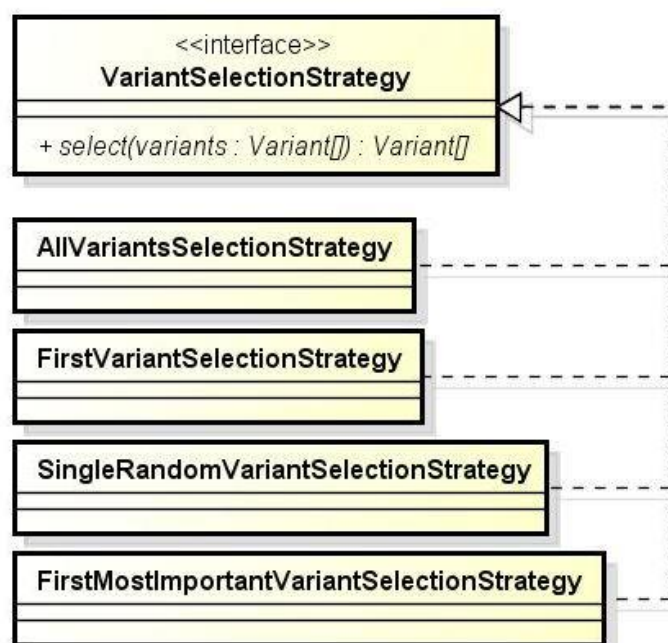 <<interface>>
VariantSelectionStrategy
+ select(variants : Variant[]) : Variant[]
AllVariantsSelectionStrategy
FirstVariantSelectionStrategy
SingleRandomVariantSelectionStrategy
FirstMostImportantVariantSelectionStrategy